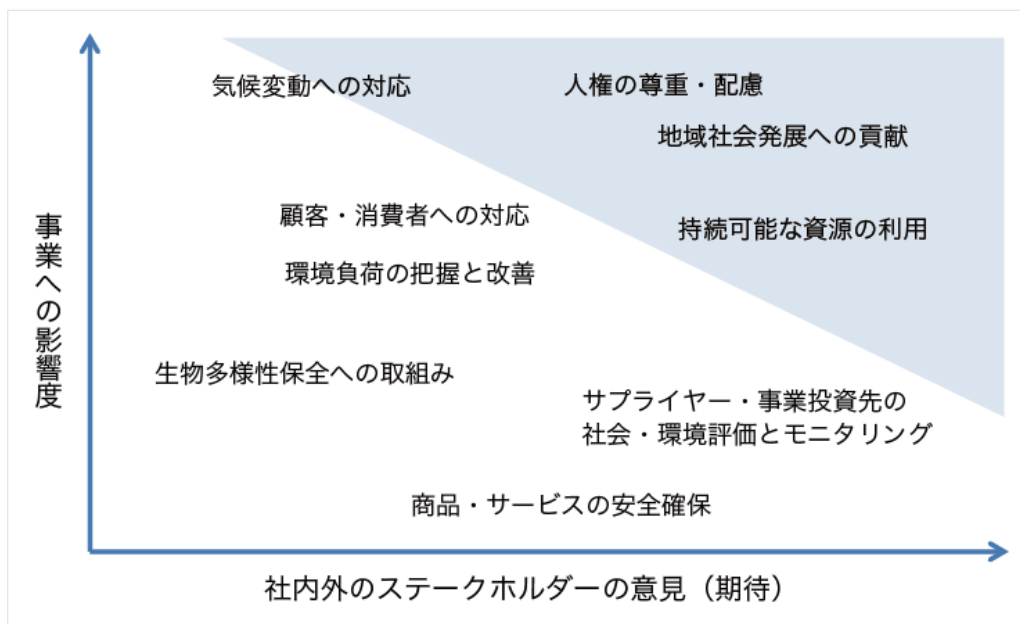 気候変動への対応
人権の尊重・配慮
地域社会発展への貢献
顧客・消費者への対応
持続可能な資源の利用
環境負荷の把握と改善
生物多様性保全への取組み
サプライヤー・事業投資先の
社会・環境評価とモニタリング
商品・サービスの安全確保
事業への影響度
社内外のステークホルダーの意見（期待）